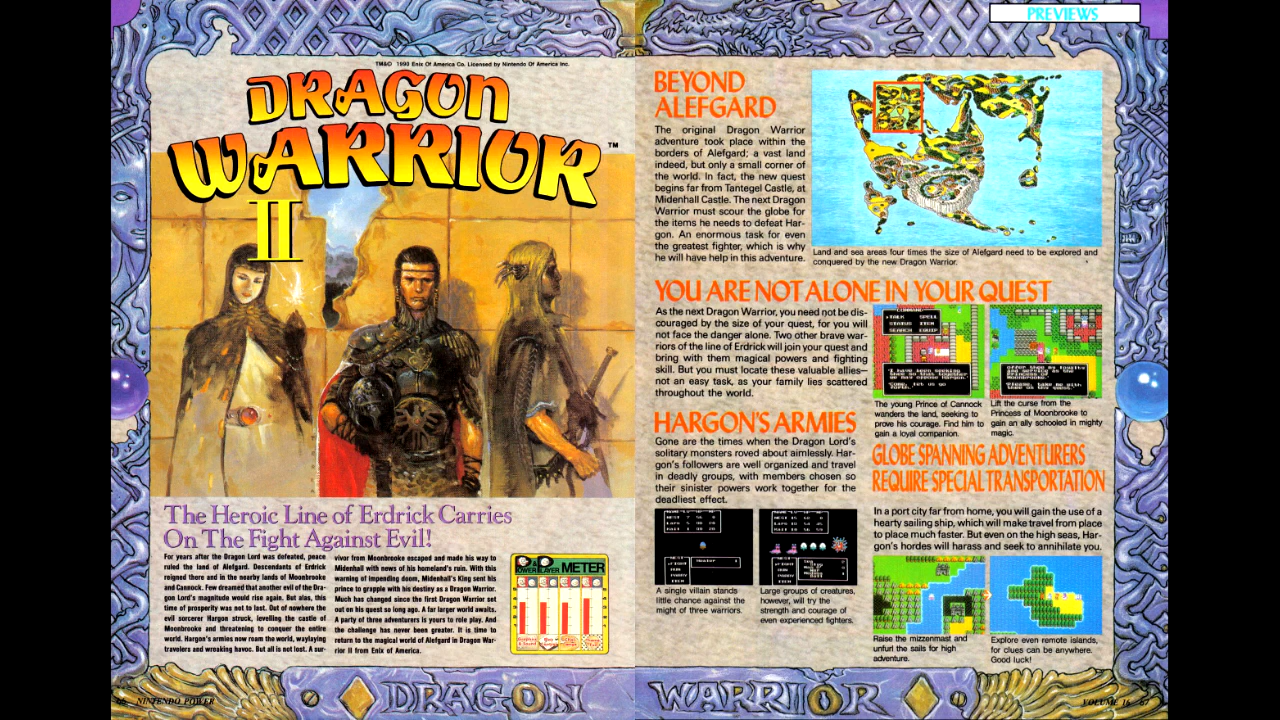 PREVIEWS
TM&© 1990 Enix Of America Co. Licensed by Nintendo Of America Inc.
DRAGON
WARRIOR™
II
The Heroic Line of Erdrick Carries
On The Fight Against Evil!
For years after the Dragon Lord was defeated, peace
ruled the land of Alefgard. Descendants of Erdrick
reigned there and in the nearby lands of Moonbrooke
and Cannock. Few dreamed that another evil of the Dra-
gon Lord's magnitude would rise again. But alas, this
time of prosperity was not to last. Out of nowhere the
evil sorcerer Hargon struck, levelling the castle of
Moonbrooke and threatening to conquer the entire
world. Hargon's armies now roam the world, waylaying
travelers and wreaking havoc. But all is not lost. A sur-
vivor from Moonbrooke escaped and made his way to
Midenhall with news of his homeland's ruin. With this
warning of impending doom, Midenhall's King sent his
prince to grapple with his destiny as a Dragon Warrior.
Much has changed since the first Dragon Warrior set
out on his quest so long ago. A far larger world awaits.
A party of three adventurers is yours to role play. And
the challenge has never been greater. It is time to
return to the magical world of Alefgard in Dragon War-
rior II from Enix of America.
POWER PLAYER METER
BEYOND
ALEFGARD
The original Dragon Warrior
adventure took place within the
borders of Alefgard; a vast land
indeed, but only a small corner of
the world. In fact, the new quest
begins far from Tantegel Castle, at
Midenhall Castle. The next Dragon
Warrior must scour the globe for
the items he needs to defeat Har-
gon. An enormous task for even
the greatest fighter, which is why
he will have help in this adventure.
Land and sea areas four times the size of Alefgard need to be explored and
conquered by the new Dragon Warrior.
YOU ARE NOT ALONE IN YOUR QUEST
As the next Dragon Warrior, you need not be dis-
couraged by the size of your quest, for you will
not face the danger alone. Two other brave war-
riors of the line of Erdrick will join your quest and
bring with them magical powers and fighting
skill. But you must locate these valuable allies—
not an easy task, as your family lies scattered
throughout the world.
COMMAND
TALK SPELL
STATUS ITEM
SEARCH EQUIP
The young Prince of Cannock
wanders the land, seeking to
prove his courage. Find him to
gain a loyal companion.
Lift the curse from the
Princess of Moonbrooke to
gain an ally schooled in mighty
magic.
HARGON'S ARMIES
Gone are the times when the Dragon Lord's
solitary monsters roved about aimlessly. Har-
gon's followers are well organized and travel
in deadly groups, with members chosen so
their sinister powers work together for the
deadliest effect.
A single villain stands
little chance against the
might of three warriors.
Large groups of creatures,
however, will try the
strength and courage of
even experienced fighters.
GLOBE SPANNING ADVENTURERS
REQUIRE SPECIAL TRANSPORTATION
In a port city far from home, you will gain the use of a
hearty sailing ship, which will make travel from place
to place much faster. But even on the high seas, Har-
gon's hordes will harass and seek to annihilate you.
Raise the mizzenmast and
unfurl the sails for high
adventure.
Explore even remote islands,
for clues can be anywhere.
Good luck!
66 NINTENDO POWER
DRAGON WARRIOR
VOLUME 16 67